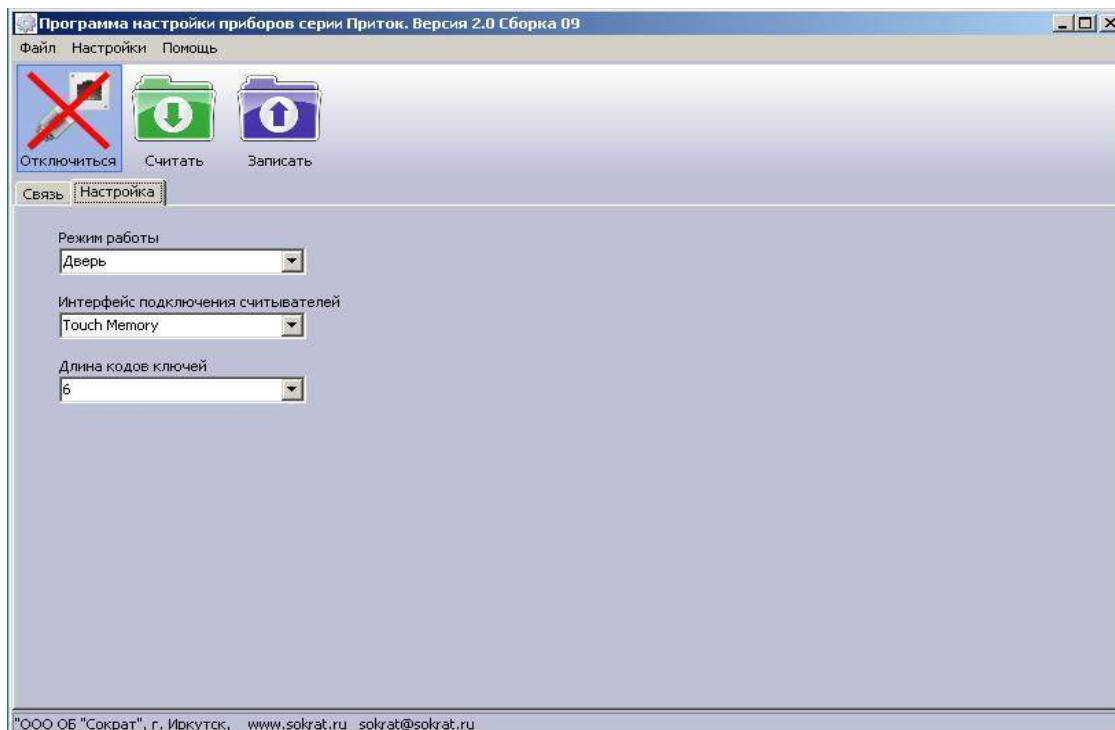 Программа настройки приборов серии Приток. Версия 2.0 Сборка 09
Файл Настройки Помощь
Отключиться Считать Записать
Связь Настройка
Режим работы
Дверь
Интерфейс подключения считывателей
Touch Memory
Длина кодов ключей
6
"ООО ОБ "Сократ", г. Иркутск, www.sokrat.ru sokrat@sokrat.ru